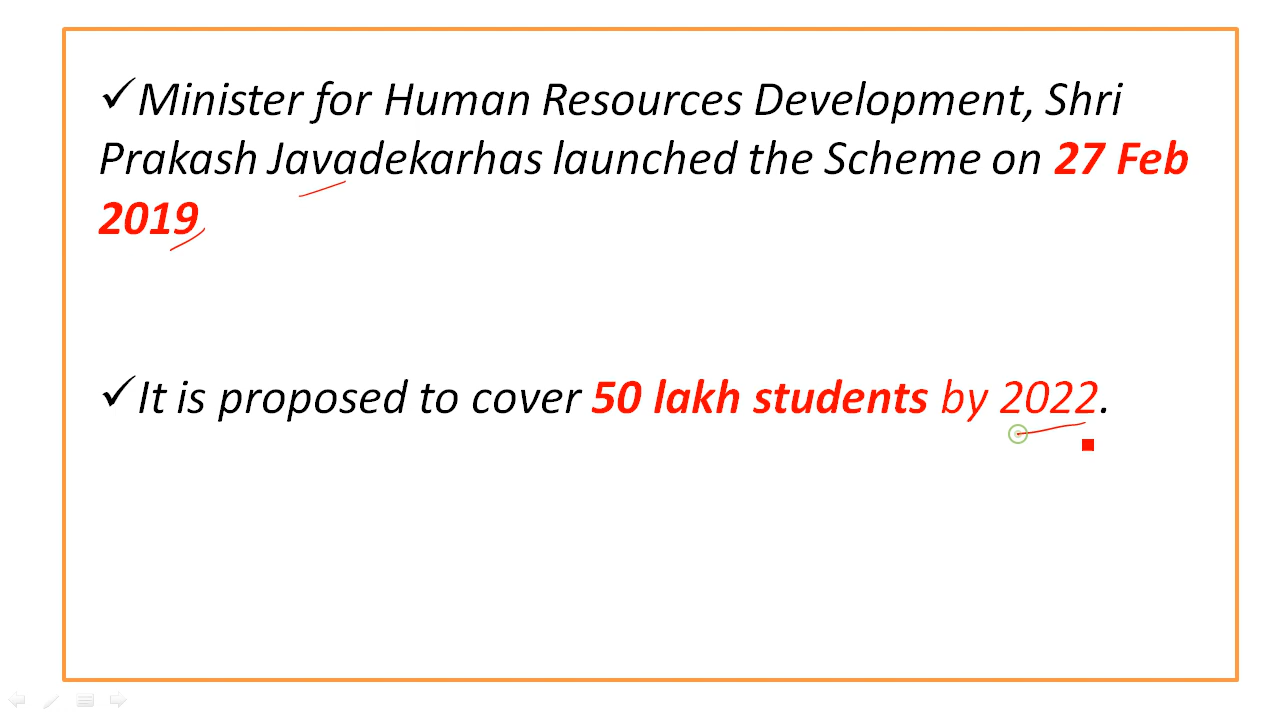 ✓Minister for Human Resources Development, Shri
Prakash Javadekarhas launched the Scheme on 27 Feb
2019
✓It is proposed to cover 50 lakh students by 2022.